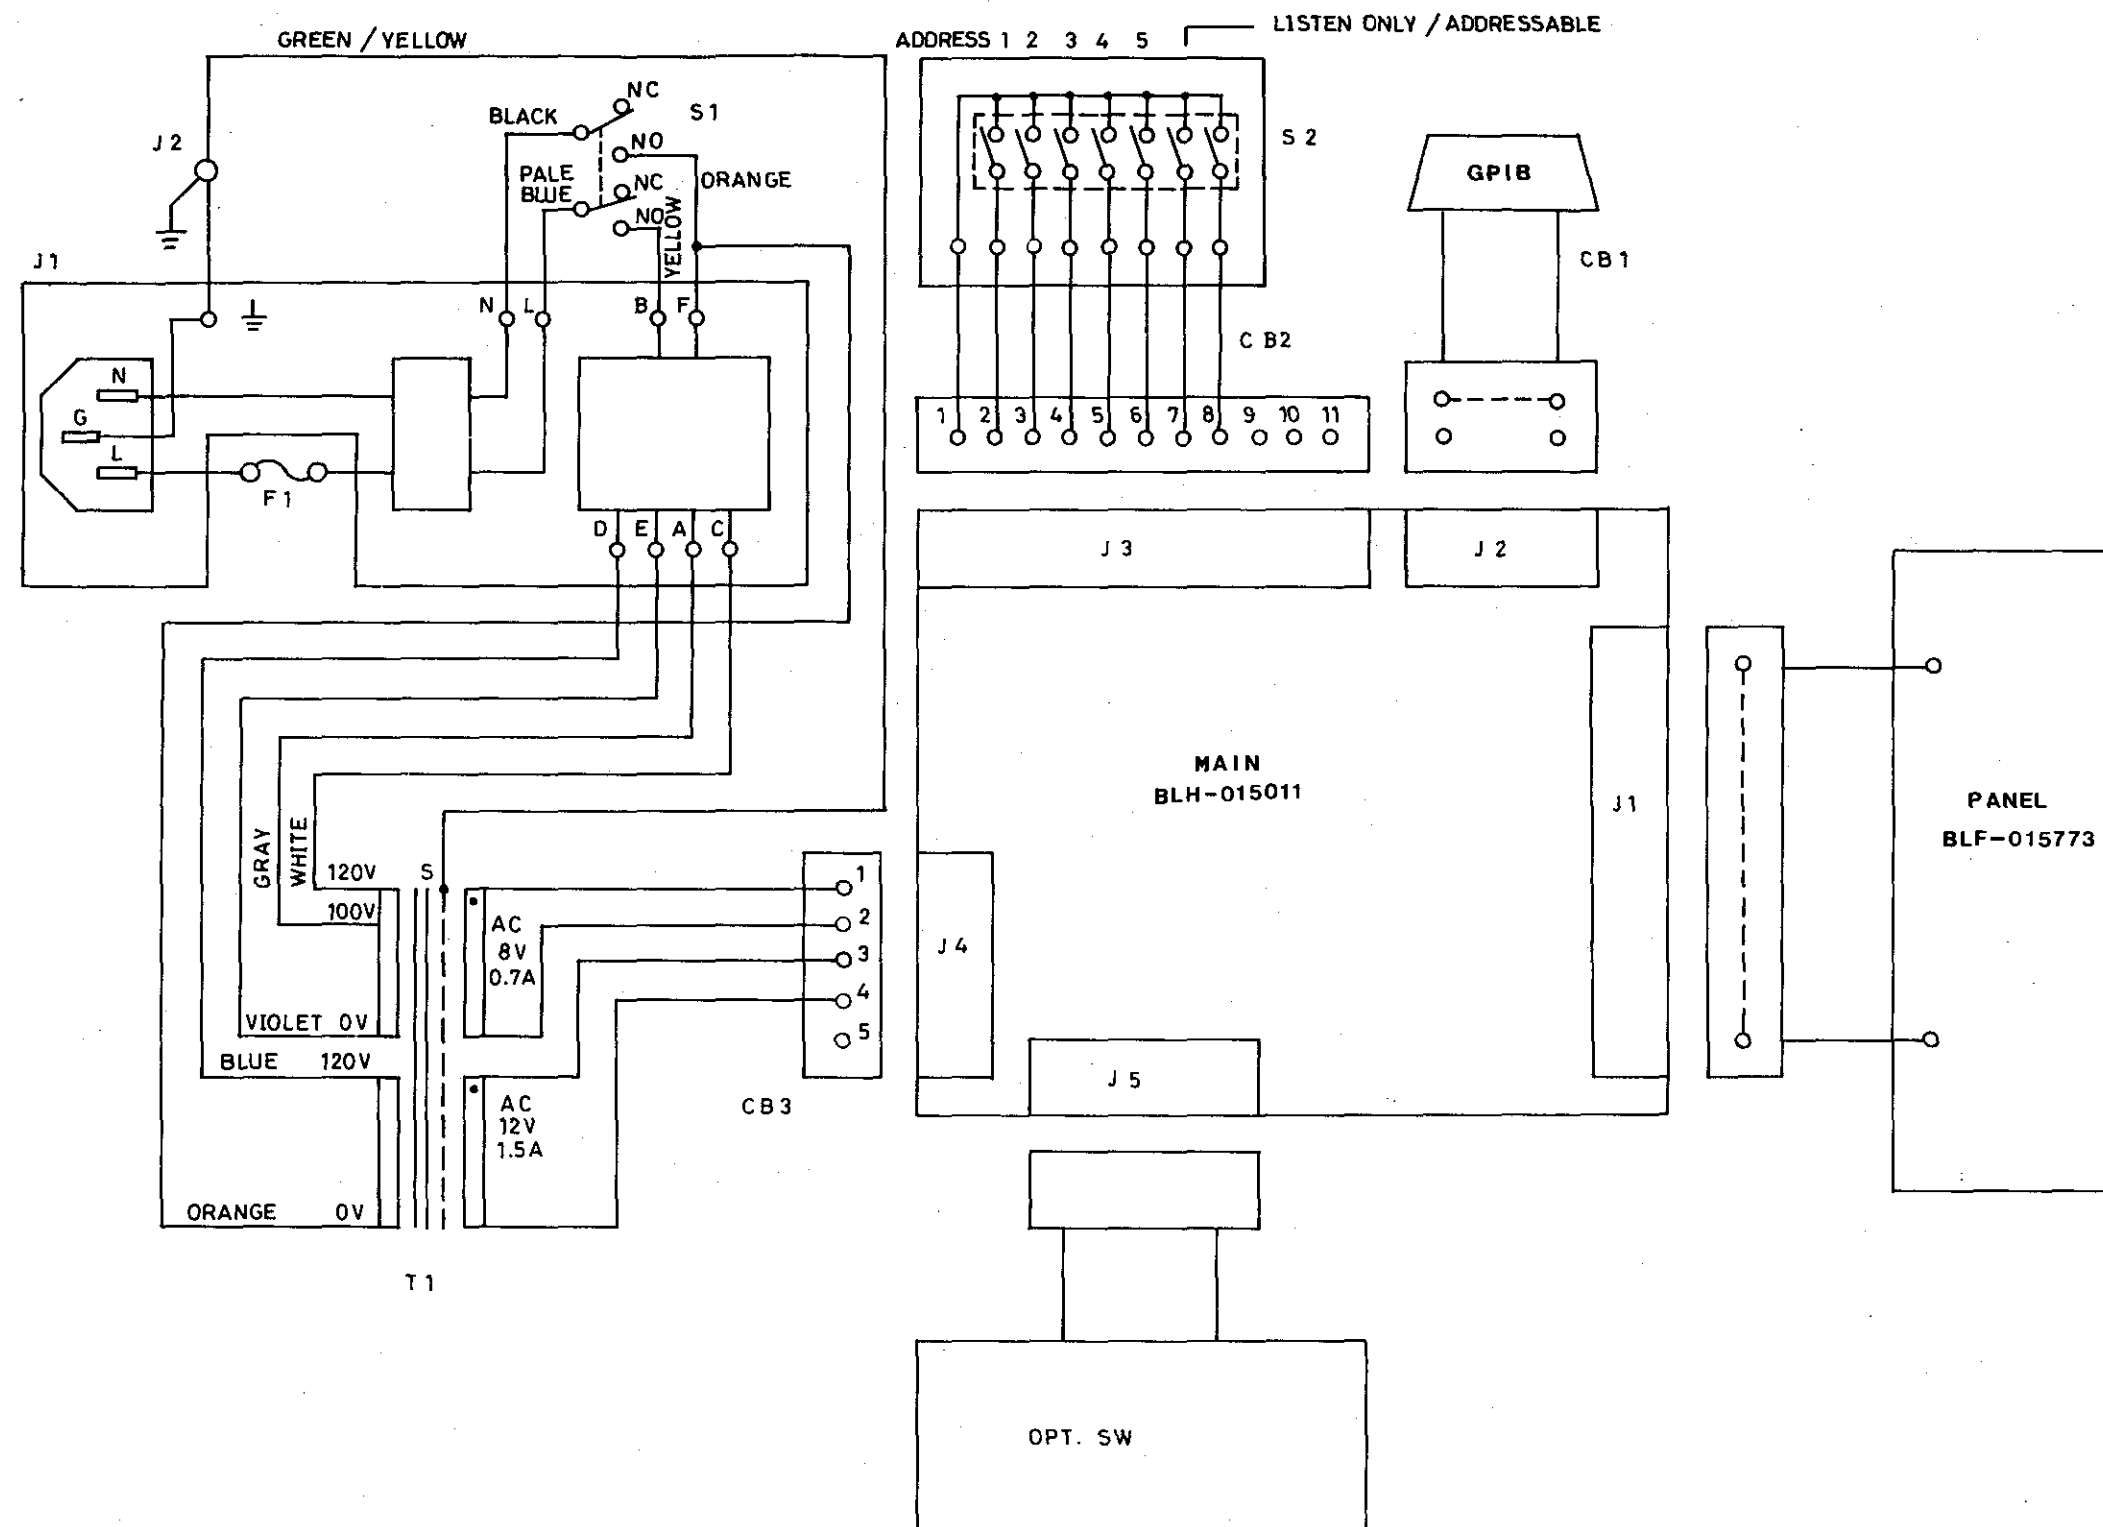 GREEN / YELLOW
J2
BLACK
NC
S1
NO
PALE
BLUE
NC
ORANGE
NO
YELLOW
J1
N L B F
N
G
L
F1
D E A C
GRAY
WHITE
120V
S
100V
AC
8V
0.7A
VIOLET 0V
BLUE 120V
AC
12V
1.5A
ORANGE 0V
T1
1
2
3
4
5
CB3
ADDRESS 1 2 3 4 5
LISTEN ONLY / ADDRESSABLE
S2
GPIB
CB1
CB2
1 2 3 4 5 6 7 8 9 10 11
J3
J2
MAIN
BLH-015011
J1
J4
J5
PANEL
BLF-015773
OPT. SW